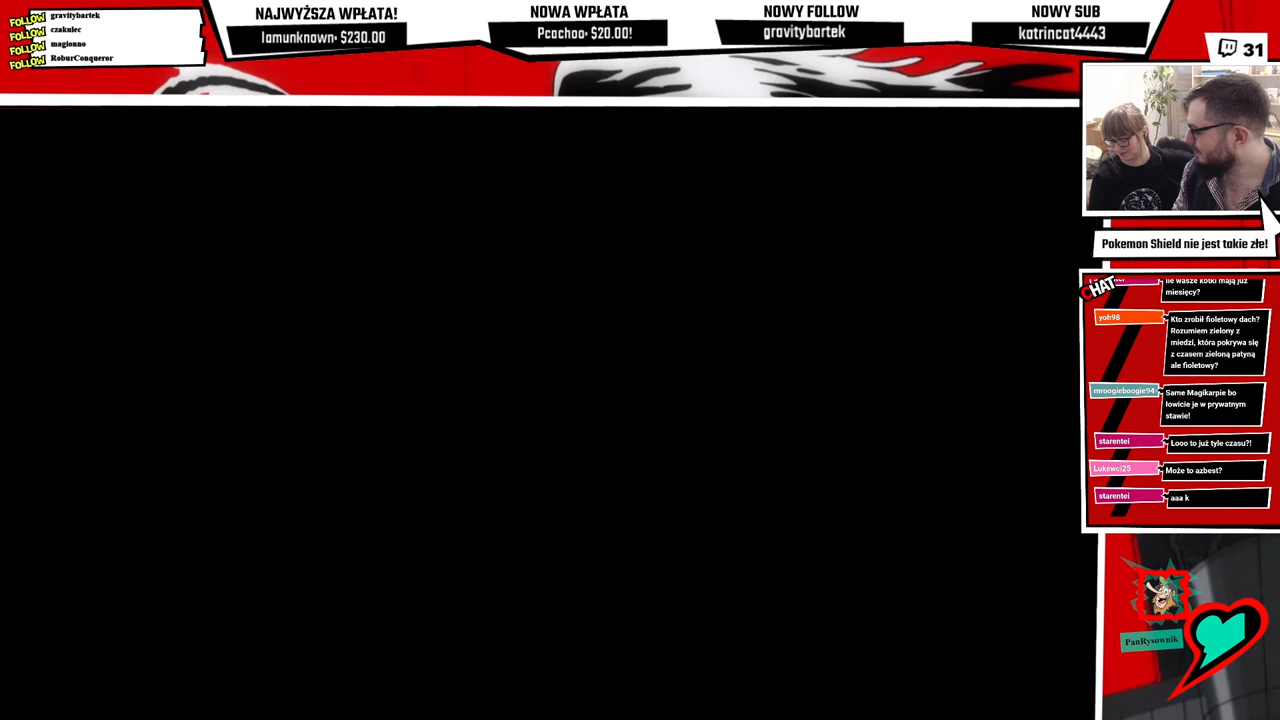 FOLLOW gravitybartek
FOLLOW czakulec
FOLLOW magionno
FOLLOW RoburConqueror
NAJWYŻSZA WPŁATA!
Iamunknown• $230.00
NOWA WPŁATA
Pcachoo• $20.00!
NOWY FOLLOW
gravitybartek
NOWY SUB
katrincat4443
31
Pokemon Shield nie jest takie złe!
CHAT
Ile wasze kotki mają już
miesięcy?
yoh98
Kto zrobił fioletowy dach?
Rozumiem zielony z
miedzi, która pokrywa się
z czasem zieloną patyną
ale fioletowy?
mroogieboogie94
Same Magikarpie bo
łowicie je w prywatnym
stawie!
starentei
Łooo to już tyle czasu?!
Lukewci25
Może to azbest?
starentei
aaa k
PanRysownik